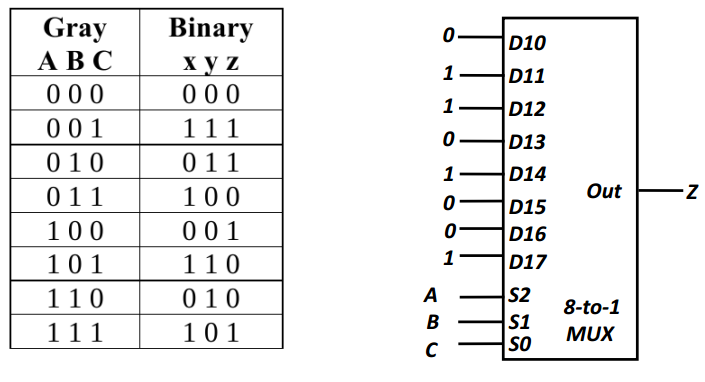 Gray Binary
A B C x y z
0 0 0 0 0 0
0 0 1 1 1 1
0 1 0 0 1 1
0 1 1 1 0 0
1 0 0 0 0 1
1 0 1 1 1 0
1 1 0 0 1 0
1 1 1 1 0 1
0 D10
1 D11
1 D12
0 D13
1 D14
0 D15
0 D16
1 D17
Out Z
A S2
B S1
C S0
8-to-1
MUX